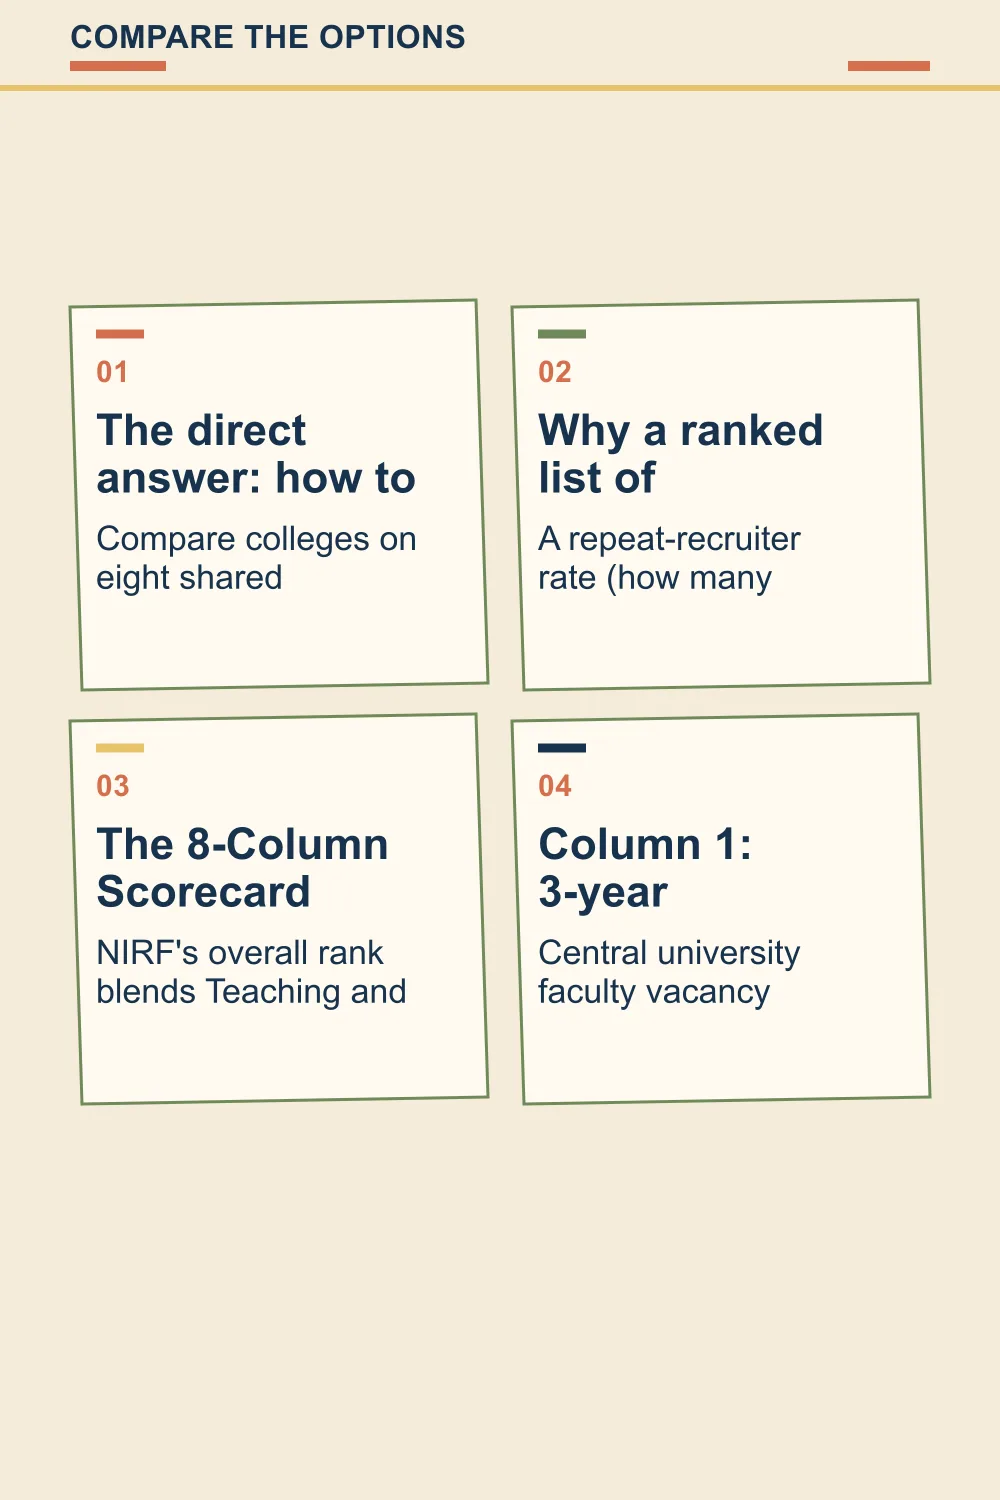 COMPARE THE OPTIONS
01
The direct
answer: how to
Compare colleges on
eight shared
02
Why a ranked
list of
A repeat-recruiter
rate (how many
03
The 8-Column
Scorecard
NIRF's overall rank
blends Teaching and
04
Column 1:
3-year
Central university
faculty vacancy